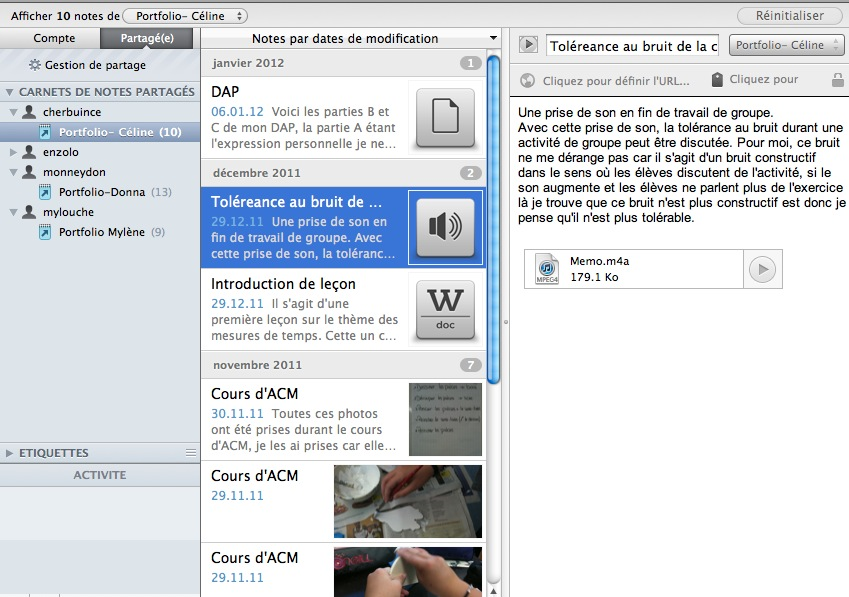 Afficher 10 notes de Portfolio- Céline
Réinitialiser
Compte
Partagé(e)
Gestion de partage
CARNETS DE NOTES PARTAGÉS
cherbuince
Portfolio- Céline (10)
enzolo
monneydon
Portfolio-Donna (13)
mylouche
Portfolio Mylène (9)
ETIQUETTES
ACTIVITE
Notes par dates de modification
janvier 2012 1
DAP
06.01.12 Voici les parties B et
C de mon DAP, la partie A étant
l'expression personnelle je ne...
décembre 2011 2
Toléreance au bruit de ...
29.12.11 Une prise de son en
fin de travail de groupe. Avec
cette prise de son, la toléranc...
Introduction de leçon
29.12.11 Il s'agit d'une
première leçon sur le thème des
mesures de temps. Cette un c...
W
doc
novembre 2011 7
Cours d'ACM
30.11.11 Toutes ces photos
ont été prises durant le cours
d'ACM, je les ai prises car elle...
Cours d'ACM
29.11.11
Cours d'ACM
29.11.11
Toléreance au bruit de la c
Portfolio- Céline
Cliquez pour définir l'URL...
Cliquez pour
Une prise de son en fin de travail de groupe.
Avec cette prise de son, la tolérance au bruit durant une
activité de groupe peut être discutée. Pour moi, ce bruit
ne me dérange pas car il s'agit d'un bruit constructif
dans le sens où les élèves discutent de l'activité, si le
son augmente et les élèves ne parlent plus de l'exercice
là je trouve que ce bruit n'est plus constructif est donc je
pense qu'il n'est plus tolérable.
MPEG4
Memo.m4a
179.1 Ko